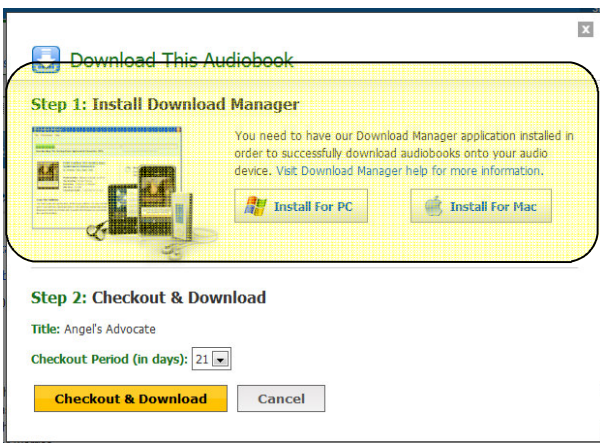 x
Download This Audiobook
Step 1: Install Download Manager
You need to have our Download Manager application installed in
order to successfully download audiobooks onto your audio
device. Visit Download Manager help for more information.
Install For PC
Install For Mac
Step 2: Checkout & Download
Title: Angel's Advocate
Checkout Period (in days): 21
Checkout & Download
Cancel